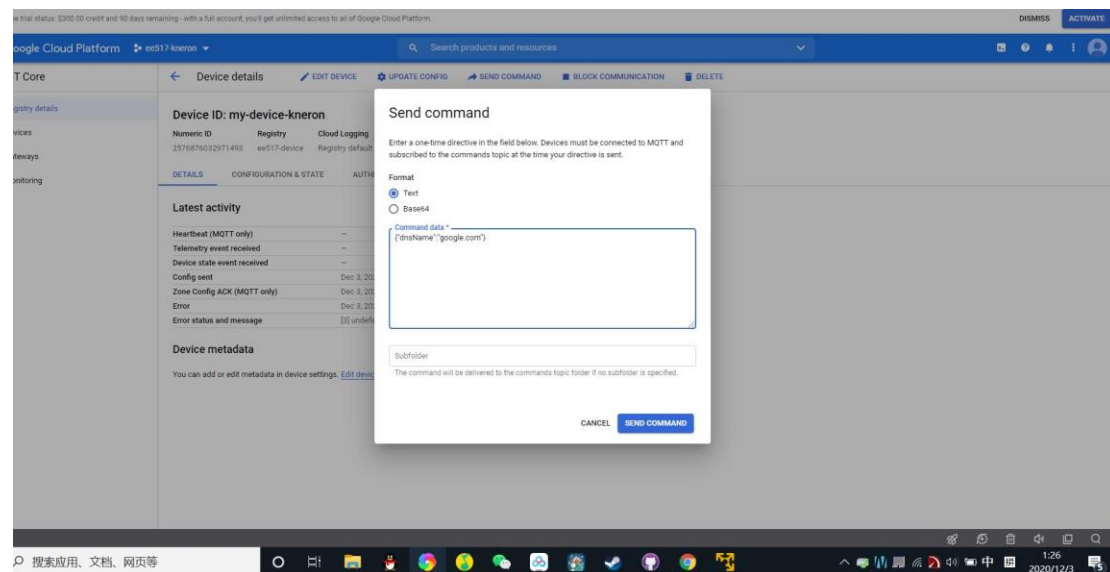 e trial status: $300.00 credit and 90 days remaining - with a full account, you'll get unlimited access to all of Google Cloud Platform.
DISMISS
ACTIVATE
oogle Cloud Platform
ee517-kneron
Search products and resources
T Core
Device details
EDIT DEVICE
UPDATE CONFIG
SEND COMMAND
BLOCK COMMUNICATION
DELETE
gistry details
vices
teways
onitoring
Device ID: my-device-kneron
Numeric ID Registry Cloud Logging
2576876032971493 ee517-device Registry default
DETAILS CONFIGURATION & STATE AUTHE
Latest activity
Heartbeat (MQTT only) –
Telemetry event received –
Device state event received –
Config sent Dec 3, 202
Zone Config ACK (MQTT only) Dec 3, 202
Error Dec 3, 202
Error status and message [3] undefi
Device metadata
You can add or edit metadata in device settings. Edit devic
Send command
Enter a one-time directive in the field below. Devices must be connected to MQTT and
subscribed to the commands topic at the time your directive is sent.
Format
Text
Base64
Command data *
{"dnsName":"google.com"}
Subfolder
The command will be delivered to the commands topic folder if no subfolder is specified.
CANCEL
SEND COMMAND
搜索应用、文档、网页等
中
1:26
2020/12/3